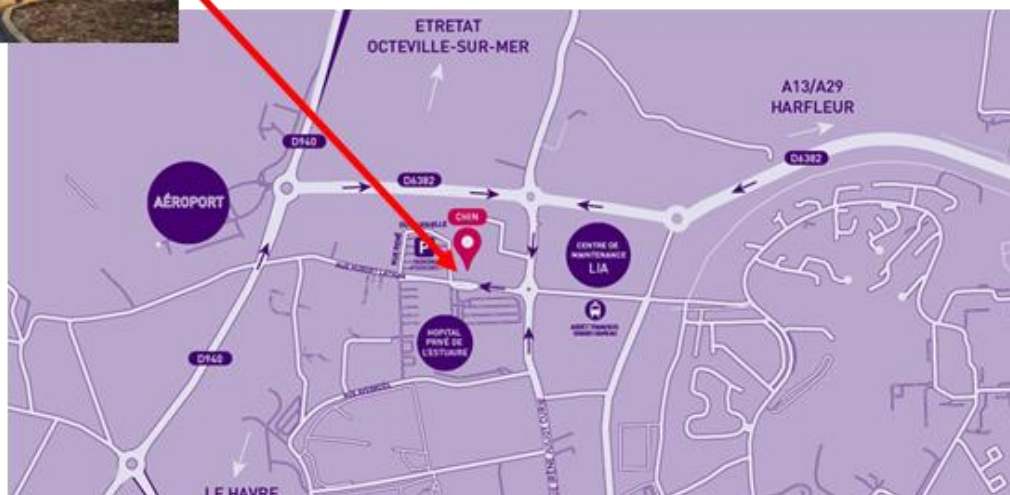 ETRETAT
OCTEVILLE-SUR-MER
A13/A29
HARFLEUR
D940
D6382
D6382
AÉROPORT
CHIN
P
CENTRE DE
MAINTENANCE
LIA
HOPITAL
PRIVÉ DE
L'ESTUAIRE
D940
LE HAVRE